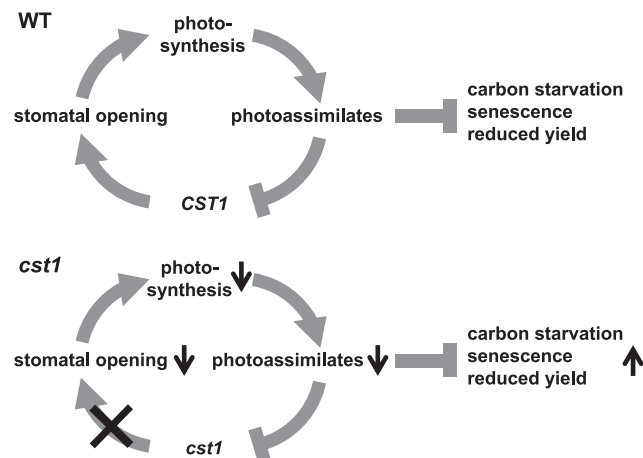 WT
photo-
synthesis
stomatal opening
photoassimilates
carbon starvation
senescence
reduced yield
CST1
cst1
photo-
synthesis
stomatal opening
photoassimilates
carbon starvation
senescence
reduced yield
cst1